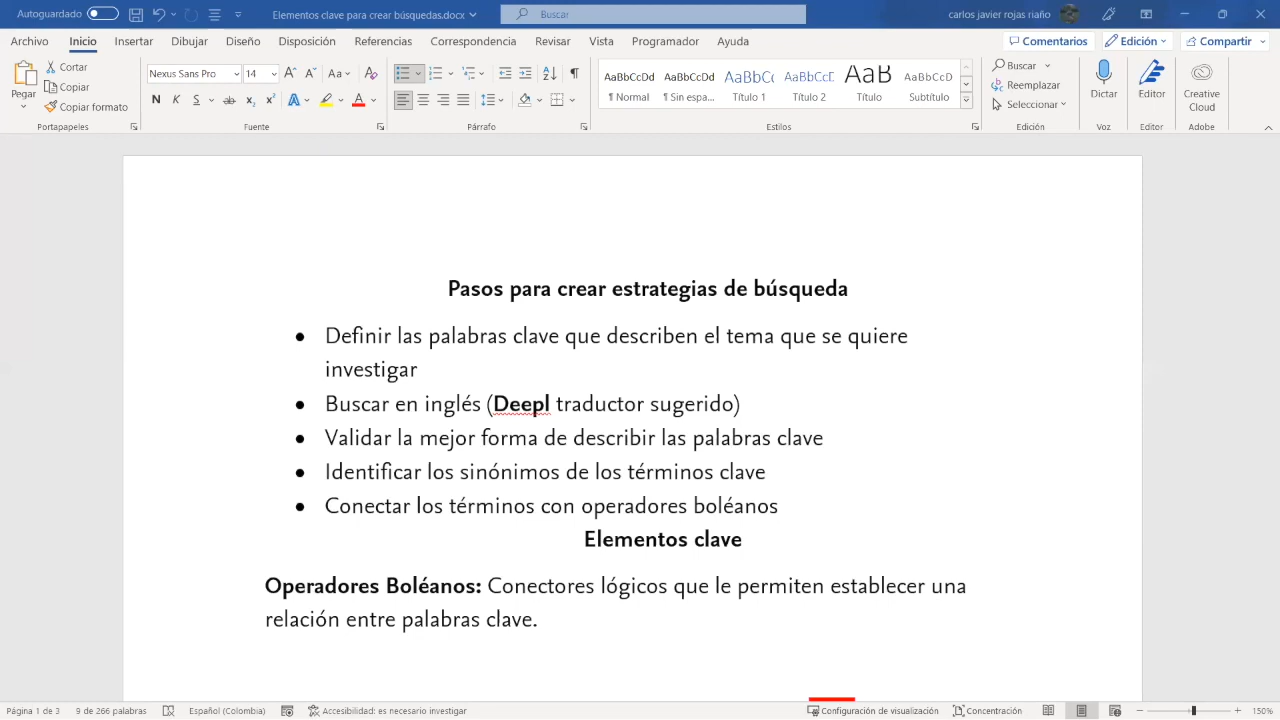 Autoguardado
Elementos clave para crear búsquedas.docx
Buscar
carlos javier rojas riaño
Archivo Inicio Insertar Dibujar Diseño Disposición Referencias Correspondencia Revisar Vista Programador Ayuda
Comentarios Edición Compartir
Pegar
Cortar
Copiar
Copiar formato
Portapapeles
Nexus Sans Pro 14
N K S
Fuente
Párrafo
AaBbCcDd AaBbCcDd AaBbCc AaBbCcE AaB AaBbCcD
¶ Normal ¶ Sin espa... Título 1 Título 2 Título Subtítulo
Estilos
Buscar
Reemplazar
Seleccionar
Edición
Dictar
Voz
Editor
Editor
Creative Cloud
Adobe
Pasos para crear estrategias de búsqueda
• Definir las palabras clave que describen el tema que se quiere
investigar
• Buscar en inglés (Deepl traductor sugerido)
• Validar la mejor forma de describir las palabras clave
• Identificar los sinónimos de los términos clave
• Conectar los términos con operadores boléanos
Elementos clave
Operadores Boléanos: Conectores lógicos que le permiten establecer una
relación entre palabras clave.
Página 1 de 3 9 de 266 palabras Español (Colombia) Accesibilidad: es necesario investigar Configuración de visualización Concentración 150%